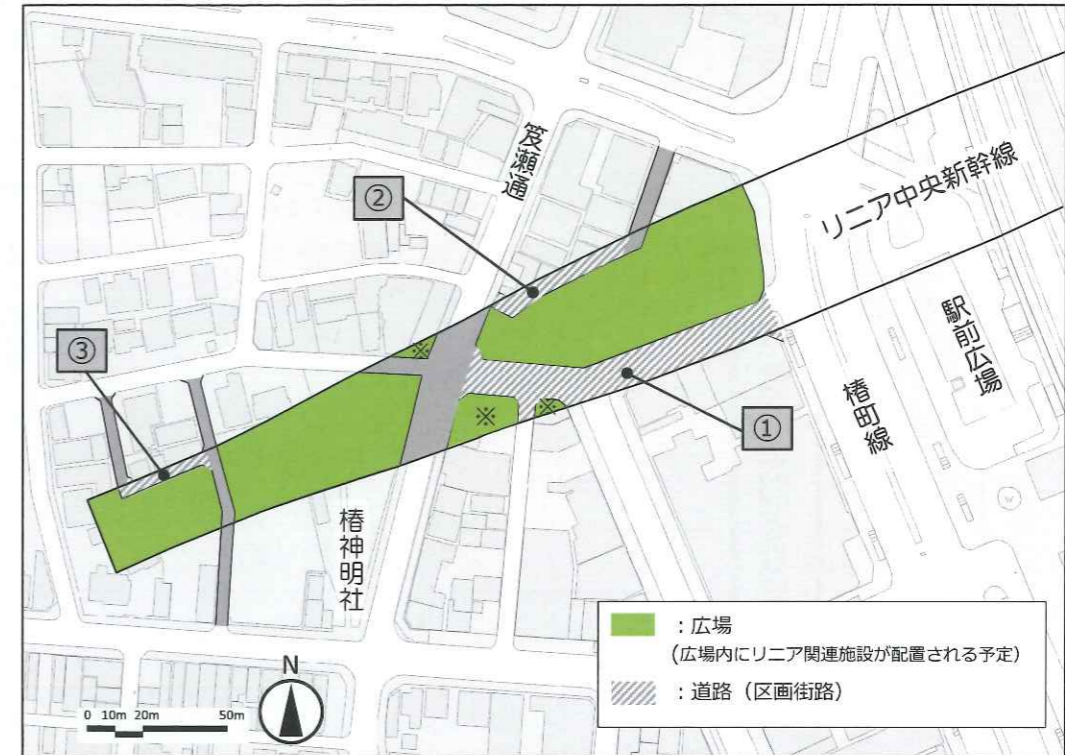 笈瀬通
②
リニア中央新幹線
駅前広場
③
※
※
※
①
椿町線
椿神明社
N
0 10m 20m 50m
：広場
（広場内にリニア関連施設が配置される予定）
：道路（区画街路）